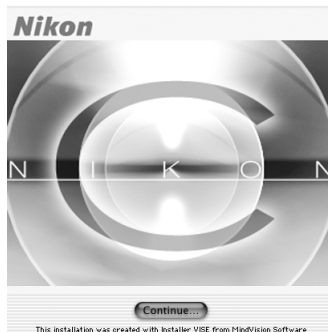 Nikon
N I K O N
Continue...
This installation was created with Installer VISE from MindVision Software